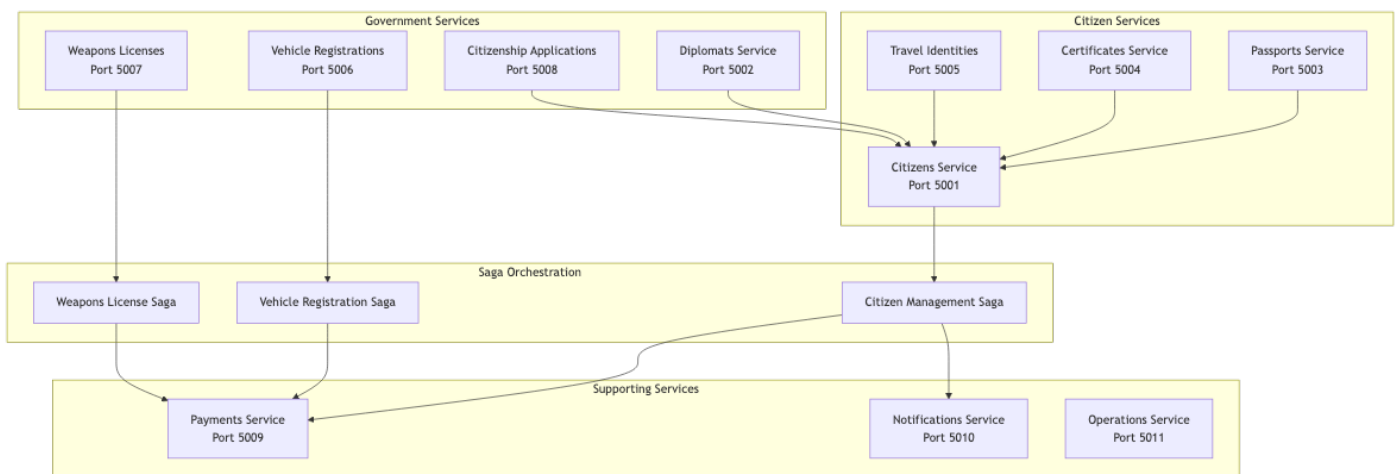 Government Services
Citizen Services
Weapons Licenses
Port 5007
Vehicle Registrations
Port 5006
Citizenship Applications
Port 5008
Diplomats Service
Port 5002
Travel Identities
Port 5005
Certificates Service
Port 5004
Passports Service
Port 5003
Citizens Service
Port 5001
Saga Orchestration
Weapons License Saga
Vehicle Registration Saga
Citizen Management Saga
Supporting Services
Payments Service
Port 5009
Notifications Service
Port 5010
Operations Service
Port 5011